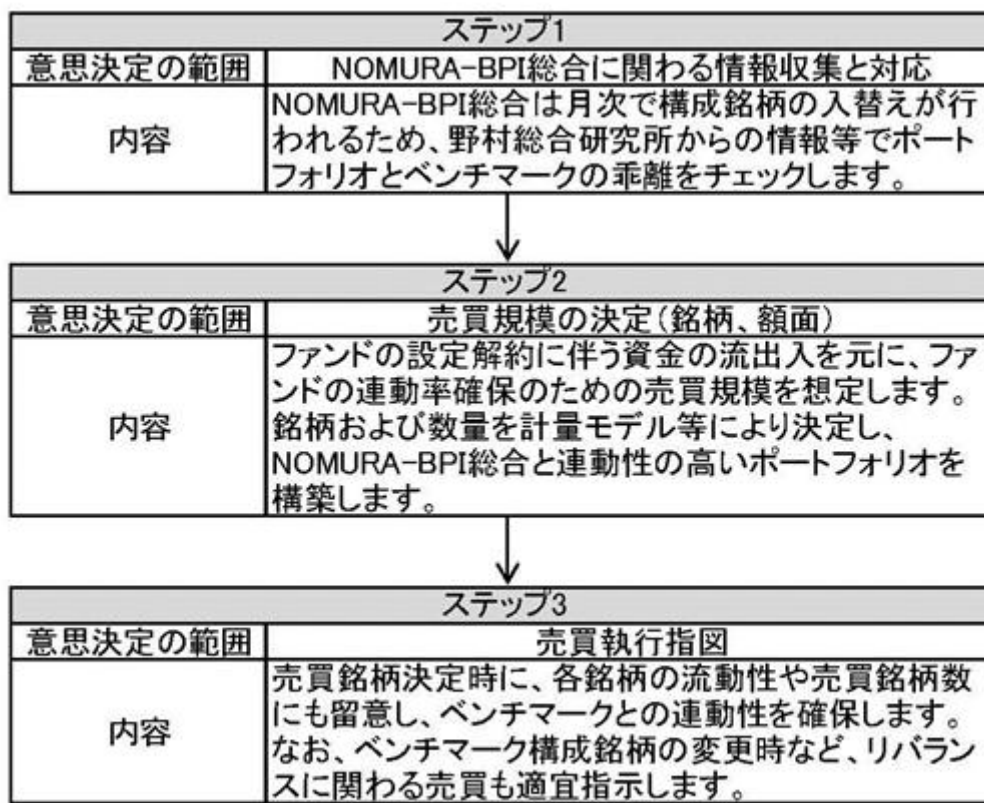 ステップ1
意思決定の範囲 NOMURA-BPI総合に関わる情報収集と対応
内容
NOMURA-BPI総合は月次で構成銘柄の入替えが行
われるため、野村総合研究所からの情報等でポート
フォリオとベンチマークの乖離をチェックします。
ステップ2
意思決定の範囲 売買規模の決定(銘柄、額面)
内容
ファンドの設定解約に伴う資金の流出入を元に、ファ
ンドの連動率確保のための売買規模を想定します。
銘柄および数量を計量モデル等により決定し、
NOMURA-BPI総合と連動性の高いポートフォリオを
構築します。
ステップ3
意思決定の範囲 売買執行指図
内容
売買銘柄決定時に、各銘柄の流動性や売買銘柄数
にも留意し、ベンチマークとの連動性を確保します。
なお、ベンチマーク構成銘柄の変更時など、リバラン
スに関わる売買も適宜指示します。